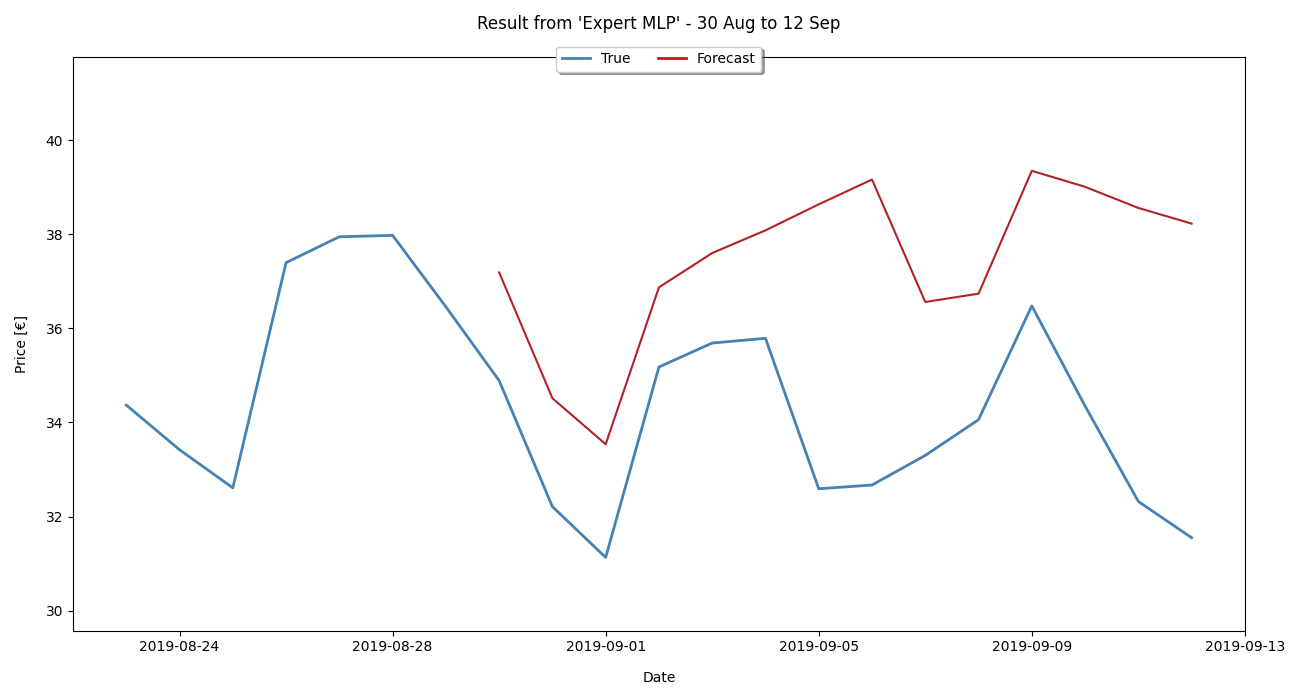 Result from 'Expert MLP' - 30 Aug to 12 Sep
True Forecast
40
38
36
34
32
30
Price [€]
2019-08-24 2019-08-28 2019-09-01 2019-09-05 2019-09-09 2019-09-13
Date